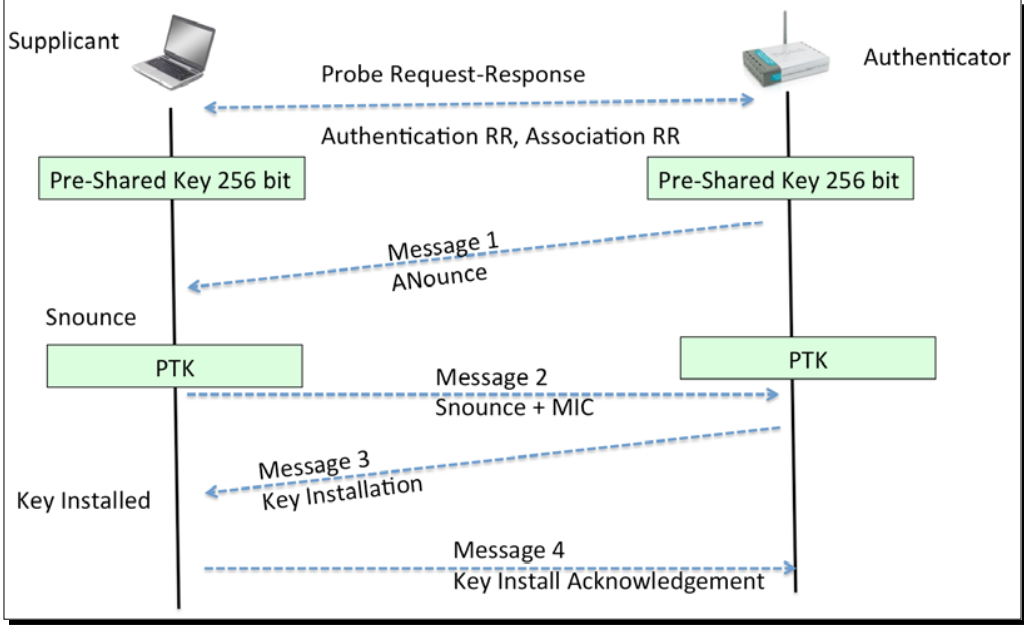 Supplicant
Authenticator
Probe Request-Response
Authentication RR, Association RR
Pre-Shared Key 256 bit
Pre-Shared Key 256 bit
Message 1
ANounce
Snounce
PTK
PTK
Message 2
Snounce + MIC
Message 3
Key Installation
Key Installed
Message 4
Key Install Acknowledgement